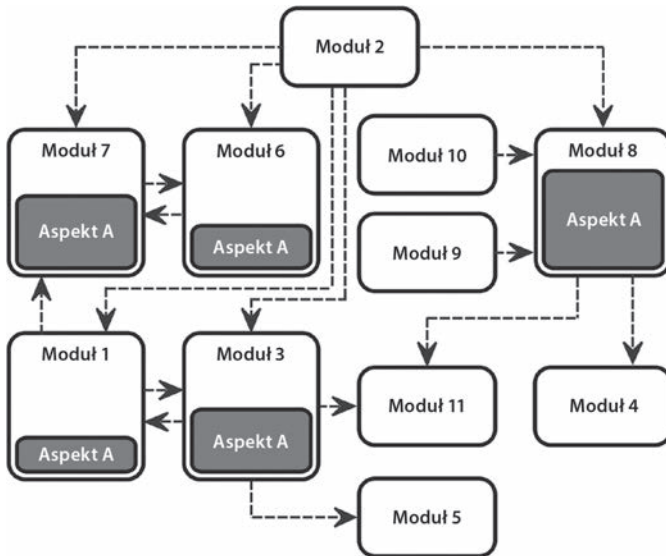 Moduł 2
Moduł 7
Aspekt A
Moduł 6
Aspekt A
Moduł 10
Moduł 9
Moduł 8
Aspekt A
Moduł 1
Aspekt A
Moduł 3
Aspekt A
Moduł 11
Moduł 4
Moduł 5